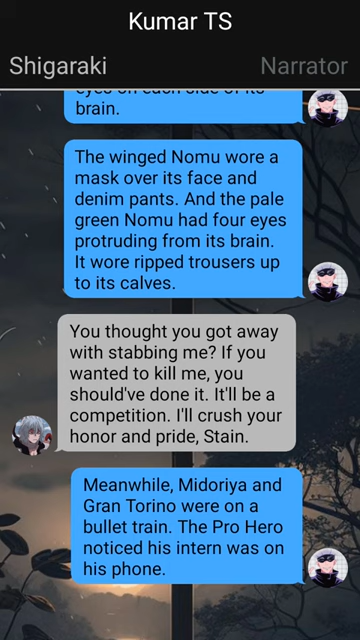 Kumar TS
Shigaraki
Narrator
eyes on each side of its
brain.
The winged Nomu wore a
mask over its face and
denim pants. And the pale
green Nomu had four eyes
protruding from its brain.
It wore ripped trousers up
to its calves.
You thought you got away
with stabbing me? If you
wanted to kill me, you
should've done it. It'll be a
competition. I'll crush your
honor and pride, Stain.
Meanwhile, Midoriya and
Gran Torino were on a
bullet train. The Pro Hero
noticed his intern was on
his phone.